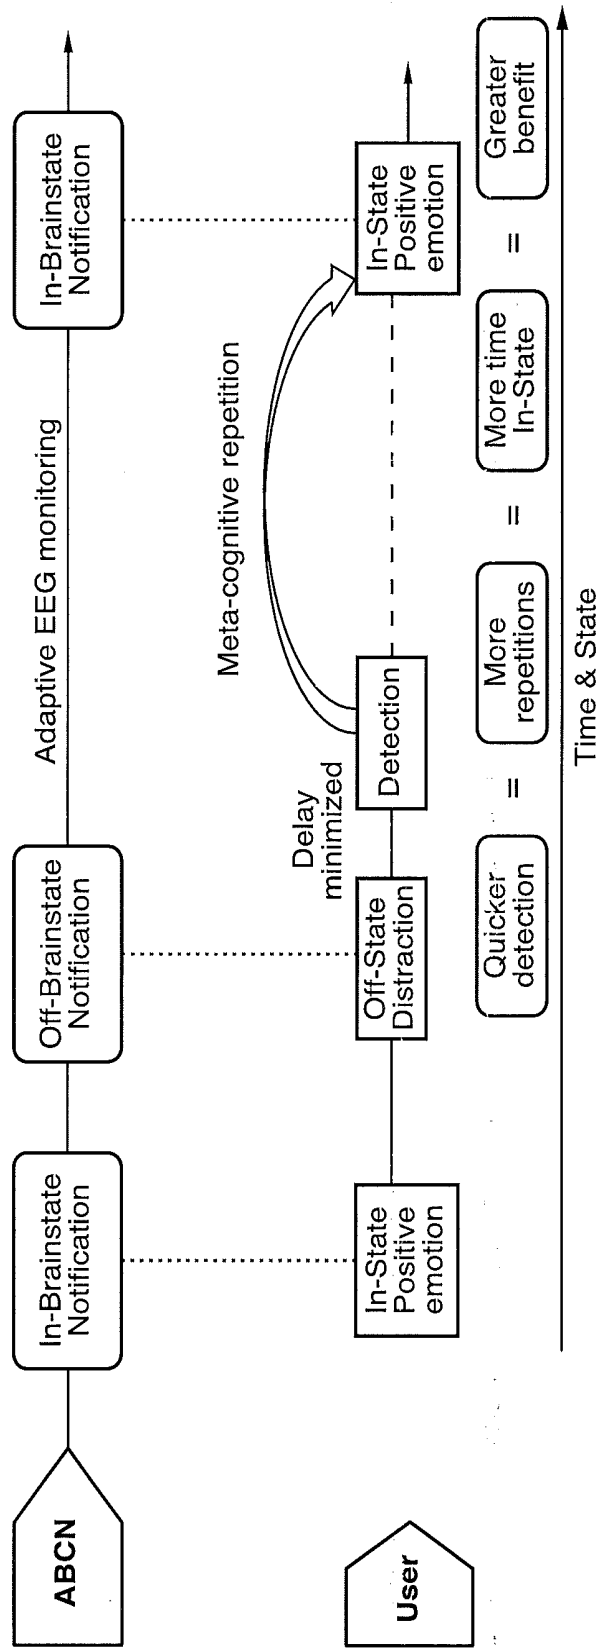 ABCN
In-Brainstate
Notification
Off-Brainstate
Notification
Adaptive EEG monitoring
In-Brainstate
Notification
Meta-cognitive repetition
User
In-State
Positive
emotion
Off-State
Distraction
Delay
minimized
Detection
In-State
Positive
emotion
Quicker
detection
=
More
repetitions
=
More time
In-State
=
Greater
benefit
Time & State